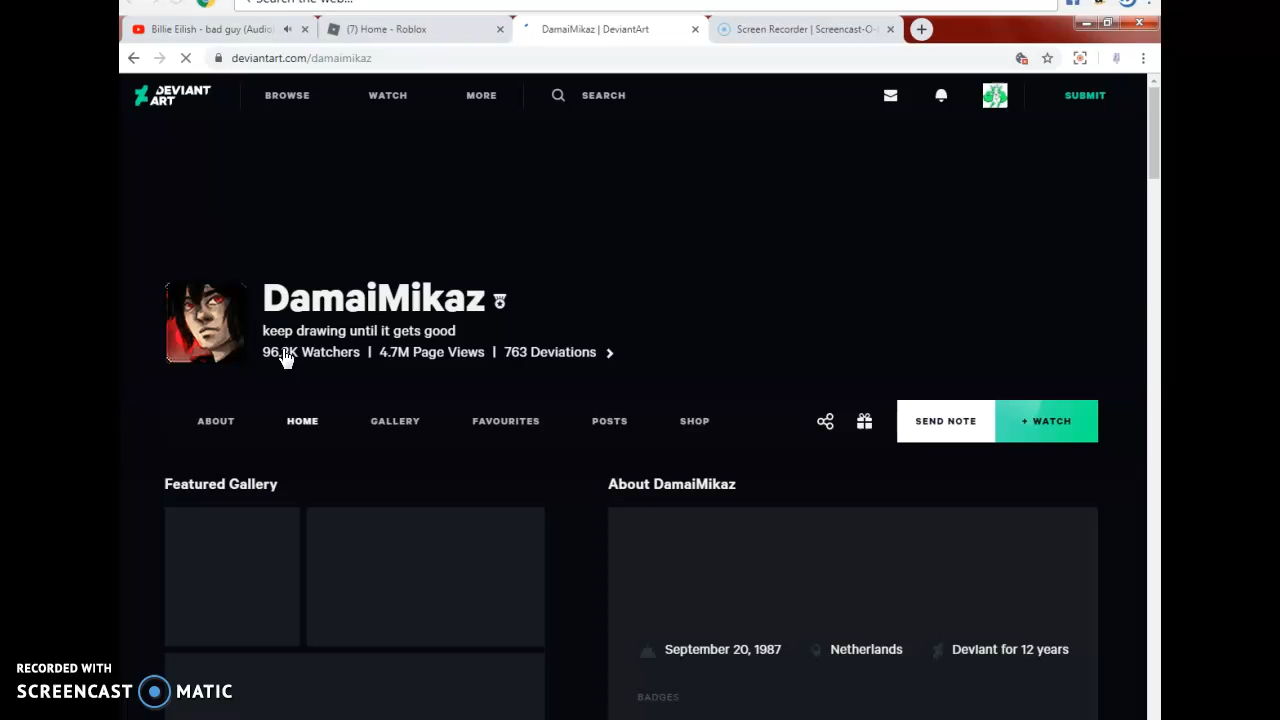 Search the web...
Billie Eilish - bad guy (Audio)
(7) Home - Roblox
DamaiMikaz | DeviantArt
Screen Recorder | Screencast-O-
deviantart.com/damaimikaz
DEVIANT ART
BROWSE
WATCH
MORE
SEARCH
SUBMIT
DamaiMikaz
keep drawing until it gets good
Watchers | 4.7M Page Views | 763 Deviations
ABOUT
HOME
GALLERY
FAVOURITES
POSTS
SHOP
SEND NOTE
+ WATCH
Featured Gallery
About DamaiMikaz
September 20, 1987
Netherlands
Deviant for 12 years
BADGES
RECORDED WITH
SCREENCAST MATIC